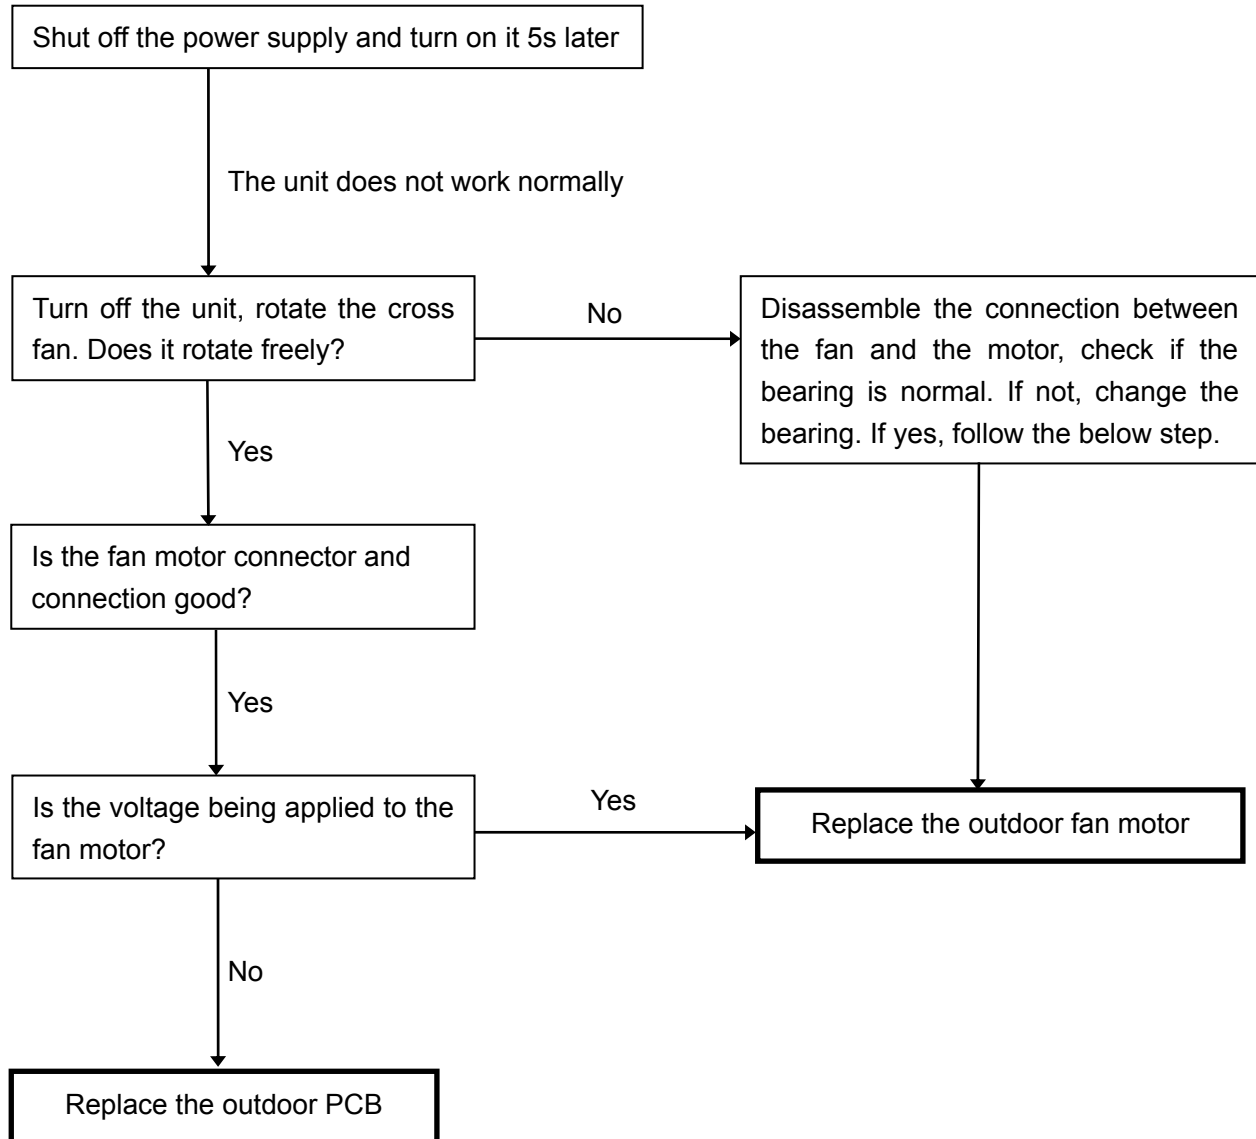 Shut off the power supply and turn on it 5s later
The unit does not work normally
Turn off the unit, rotate the cross
fan. Does it rotate freely?
No
Disassemble the connection between
the fan and the motor, check if the
bearing is normal. If not, change the
bearing. If yes, follow the below step.
Yes
Is the fan motor connector and
connection good?
Yes
Is the voltage being applied to the
fan motor?
Yes
Replace the outdoor fan motor
No
Replace the outdoor PCB